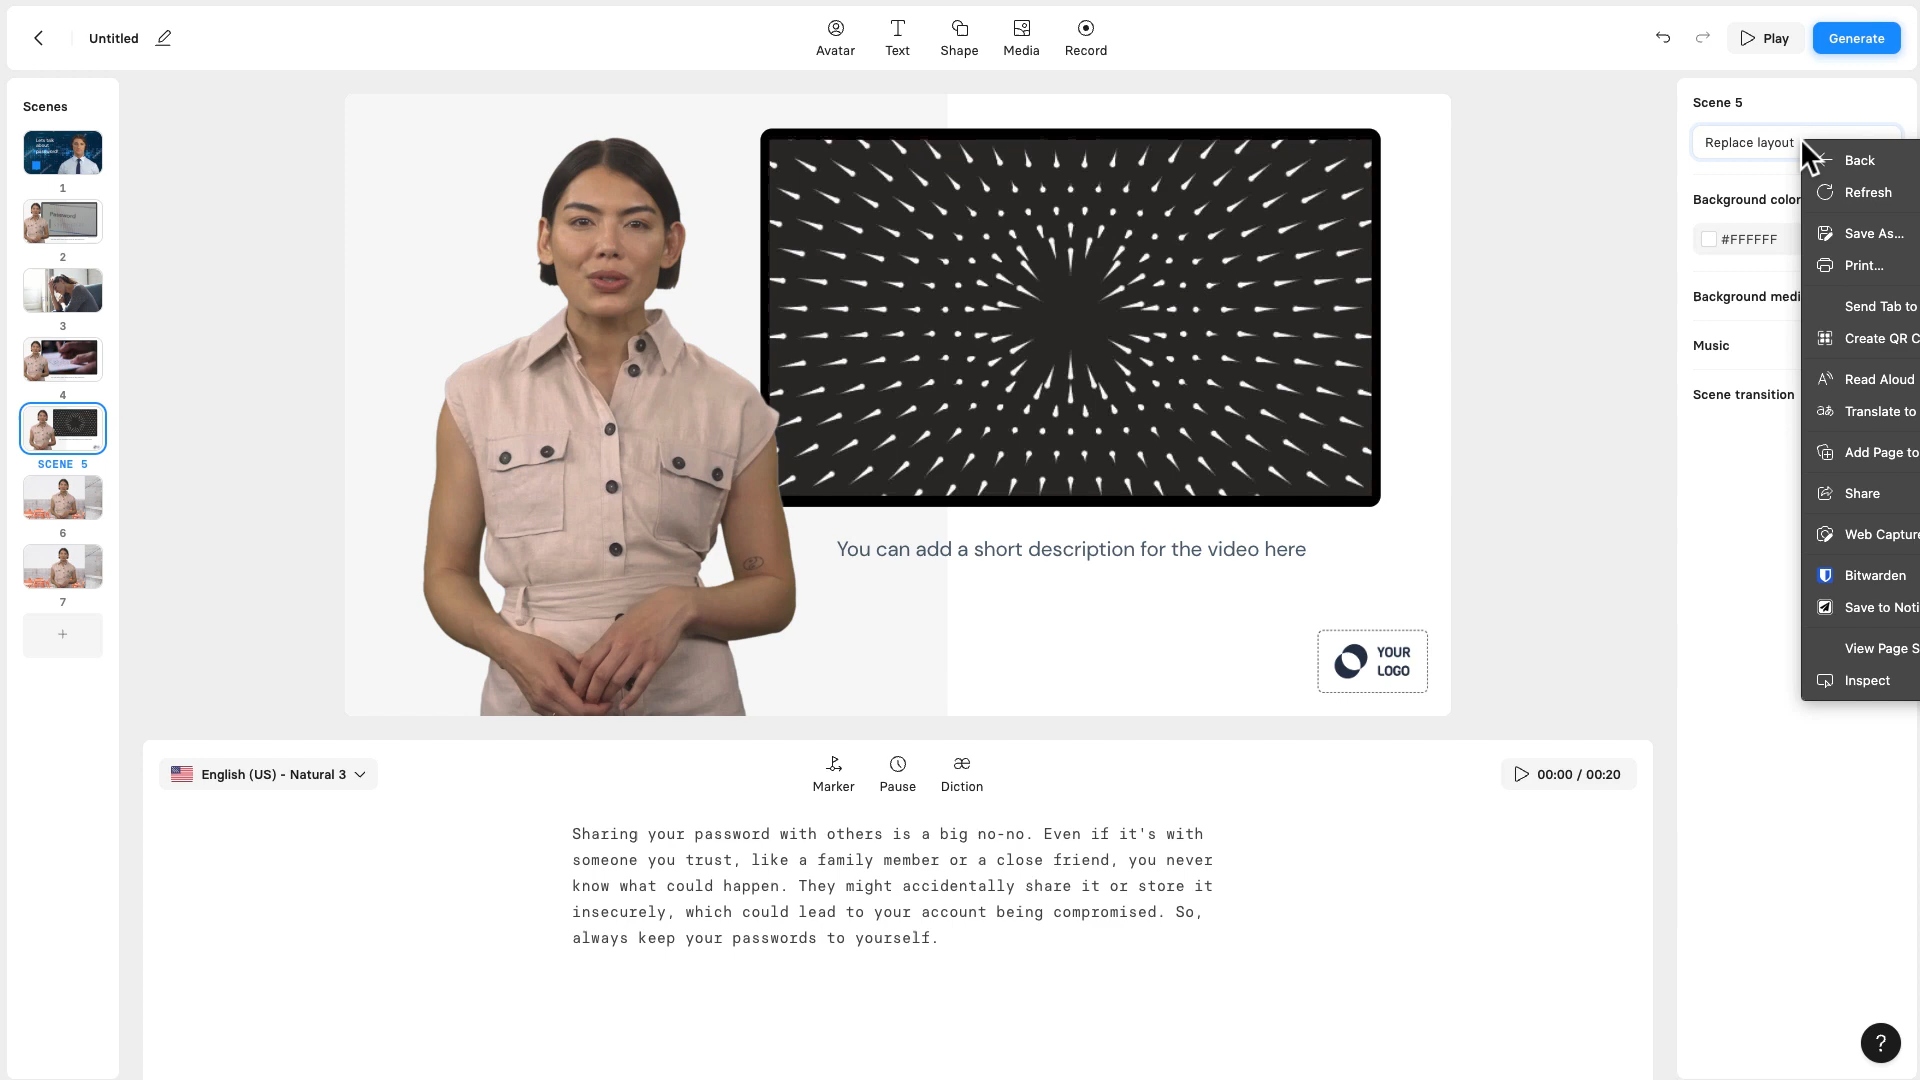 Untitled
Avatar
Text
Shape
Media
Record
Play
Generate
Scenes
Let's talk
about
password!
1
Password
2
3
4
SCENE 5
6
7
+
You can add a short description for the video here
YOUR
LOGO
English (US) - Natural 3
Marker
Pause
æ
Diction
00:00 / 00:20
Sharing your password with others is a big no-no. Even if it's with
someone you trust, like a family member or a close friend, you never
know what could happen. They might accidentally share it or store it
insecurely, which could lead to your account being compromised. So,
always keep your passwords to yourself.
Scene 5
Replace layout
Background color
#FFFFFF
Background medi
Music
Scene transition
Back
Refresh
Save As...
Print...
Send Tab to
Create QR C
Read Aloud
Translate to
Add Page to
Share
Web Capture
Bitwarden
Save to Noti
View Page S
Inspect
?